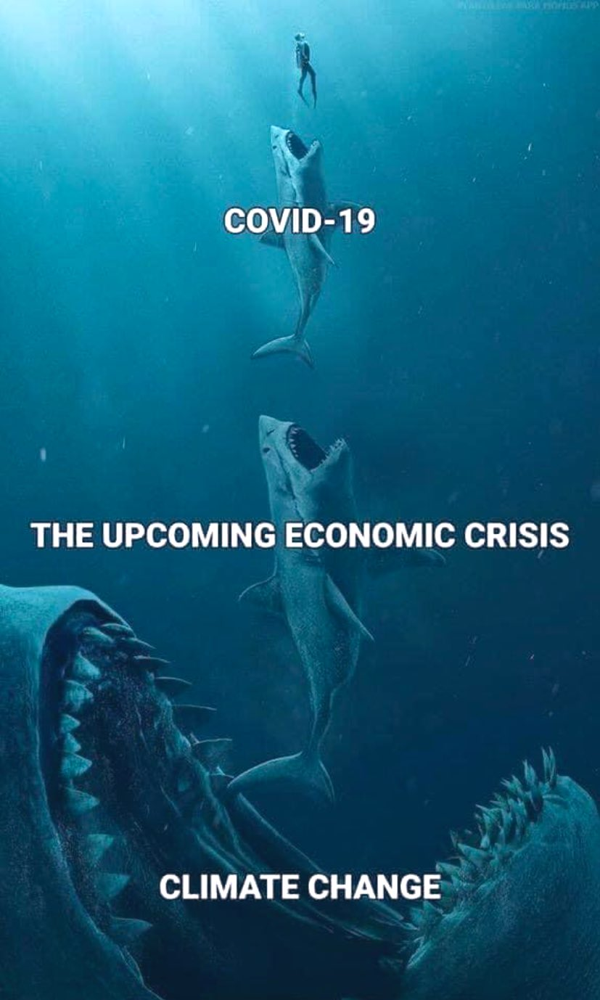 COVID-19
THE UPCOMING ECONOMIC CRISIS
CLIMATE CHANGE